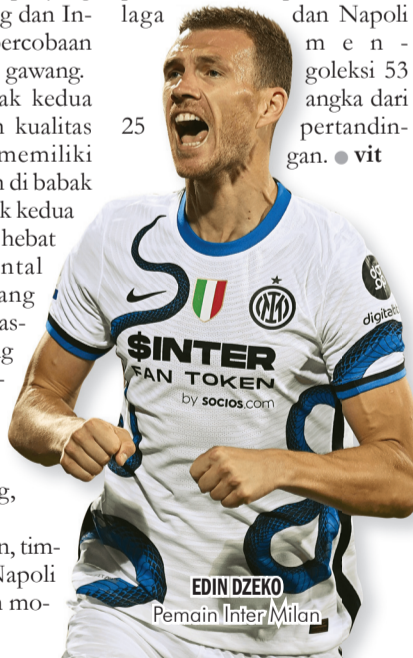 g dan In-
ercobaan
gawang.
ak kedua
n kualitas
memiliki
n di babak
k kedua
hebat
ntal
ang
as-
g
-
g,
n, tim-
Napoli
n mo-
laga dan Napoli
m e n -
goleksi 53
angka dari
25 pertandin-
gan. ● vit
$INTER
FAN TOKEN
by socios.com
digitalbits
EDIN DZEKO
Pemain Inter Milan